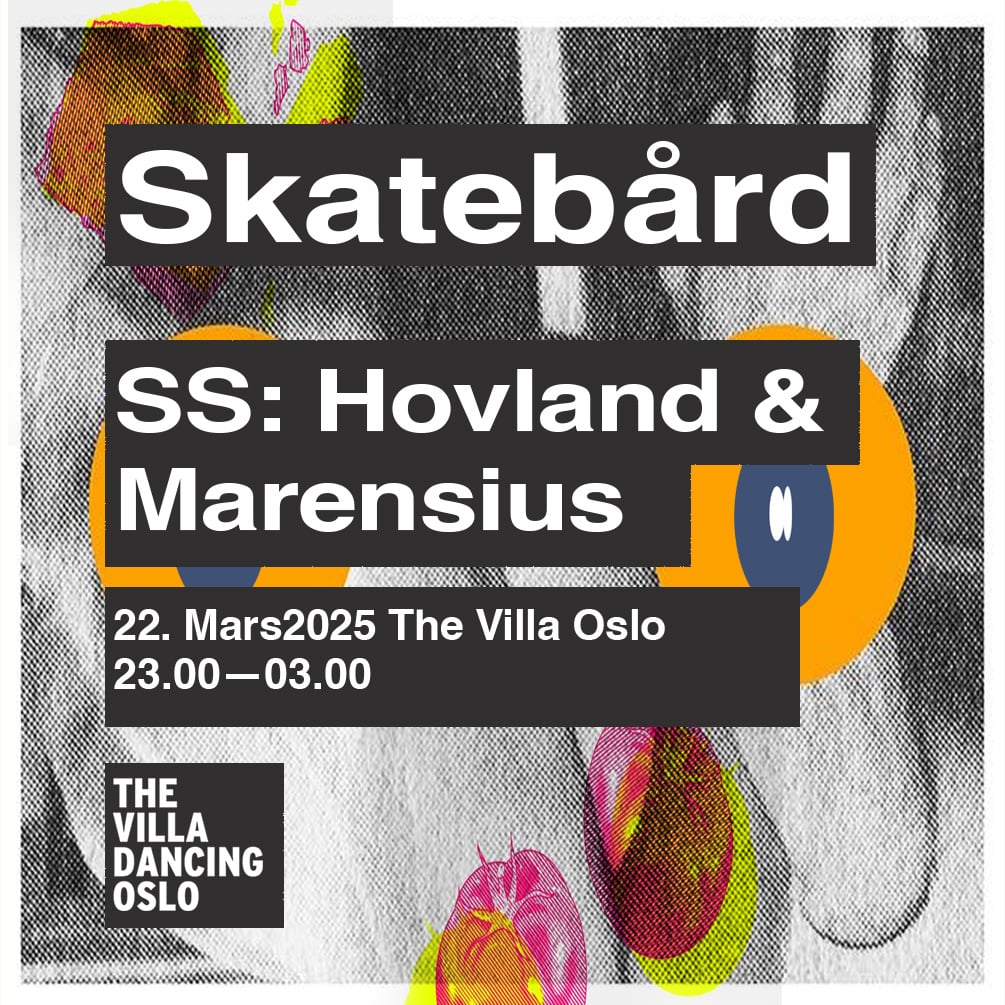 Skatebård
SS: Hovland &
Marensius
22. Mars2025 The Villa Oslo
23.00—03.00
THE
VILLA
DANCING
OSLO